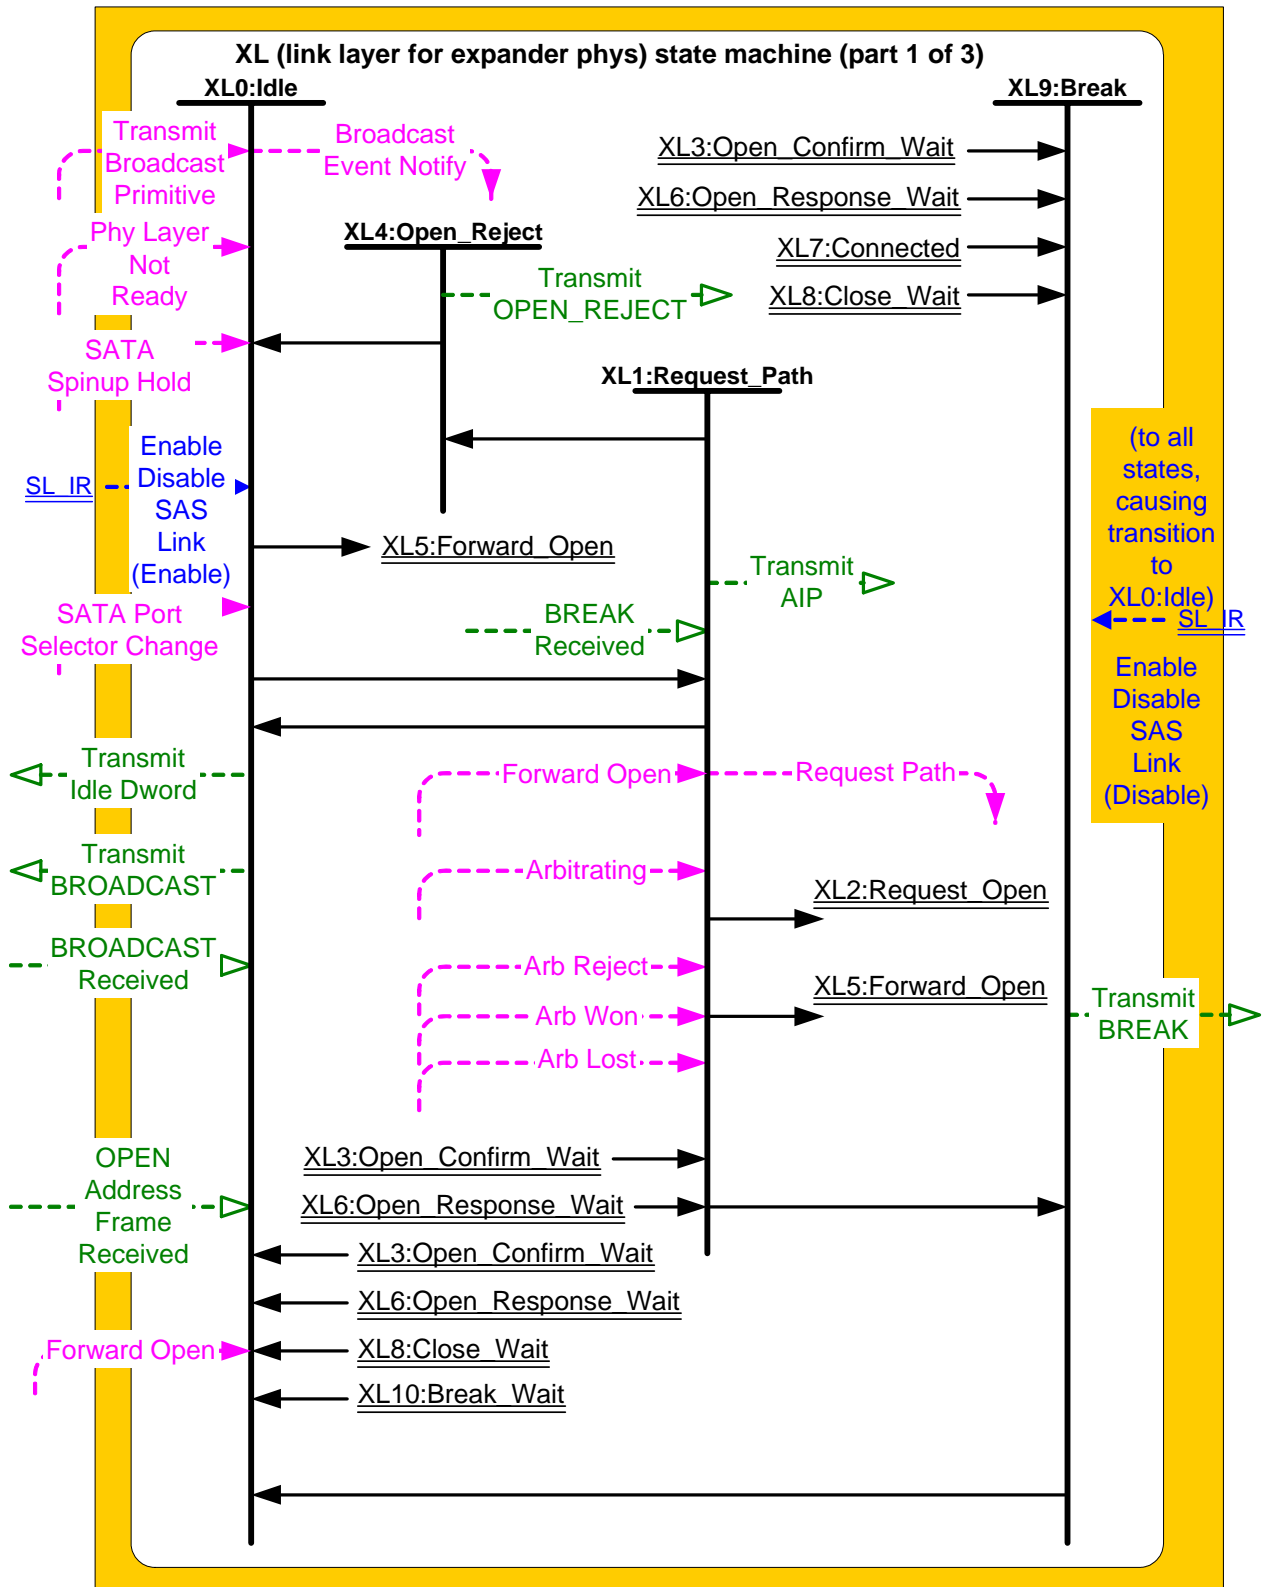 XL (link layer for expander phys) state machine (part 1 of 3)
XL0:Idle
XL9:Break
Transmit
Broadcast
Primitive
Broadcast
Event Notify
XL3:Open_Confirm_Wait
XL6:Open_Response_Wait
XL7:Connected
XL8:Close_Wait
Phy Layer
Not
Ready
XL4:Open_Reject
Transmit
OPEN_REJECT
SATA
Spinup Hold
XL1:Request_Path
SL_IR
Enable
Disable
SAS
Link
(Enable)
XL5:Forward_Open
(to all
states,
causing
transition
to
XL0:Idle)
SL_IR
Enable
Disable
SAS
Link
(Disable)
Transmit
AIP
SATA Port
Selector Change
BREAK
Received
Transmit
Idle Dword
Forward Open
Request Path
Transmit
BROADCAST
Arbitrating
XL2:Request_Open
BROADCAST
Received
Arb Reject
Arb Won
Arb Lost
XL5:Forward_Open
Transmit
BREAK
OPEN
Address
Frame
Received
XL3:Open_Confirm_Wait
XL6:Open_Response_Wait
XL3:Open_Confirm_Wait
XL6:Open_Response_Wait
Forward Open
XL8:Close_Wait
XL10:Break_Wait